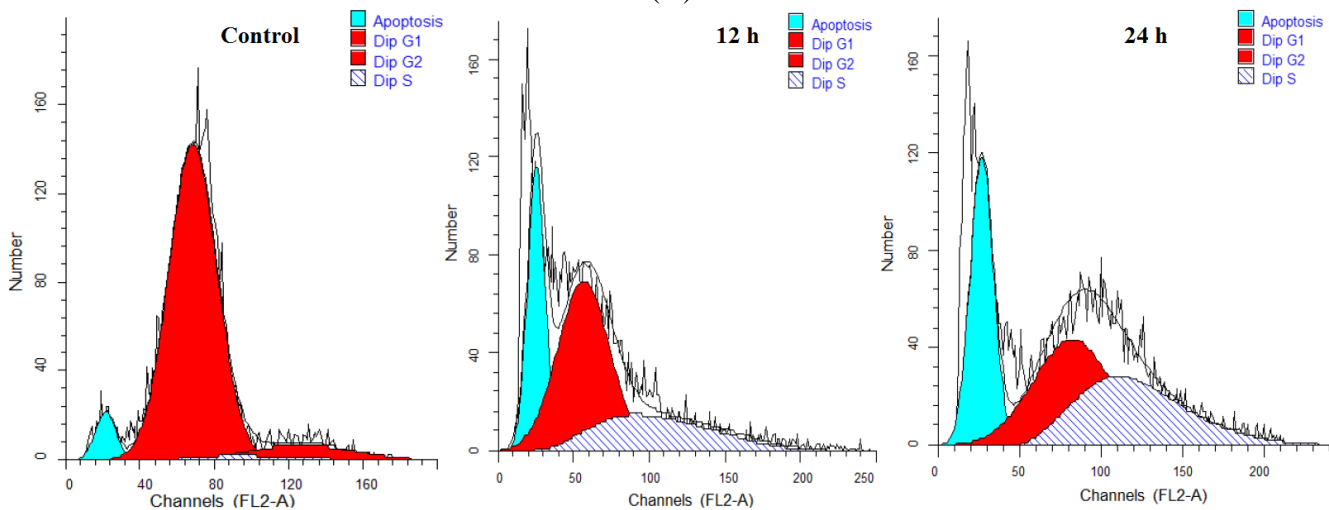 Control
Apoptosis
Dip G1
Dip G2
Dip S
Number
0
40
80
120
160
0
40
80
120
160
Channels (FL2-A)
12 h
Apoptosis
Dip G1
Dip G2
Dip S
Number
0
40
80
120
160
0
50
100
150
200
250
Channels (FL2-A)
24 h
Apoptosis
Dip G1
Dip G2
Dip S
Number
0
40
80
120
160
0
50
100
150
200
Channels (FL2-A)